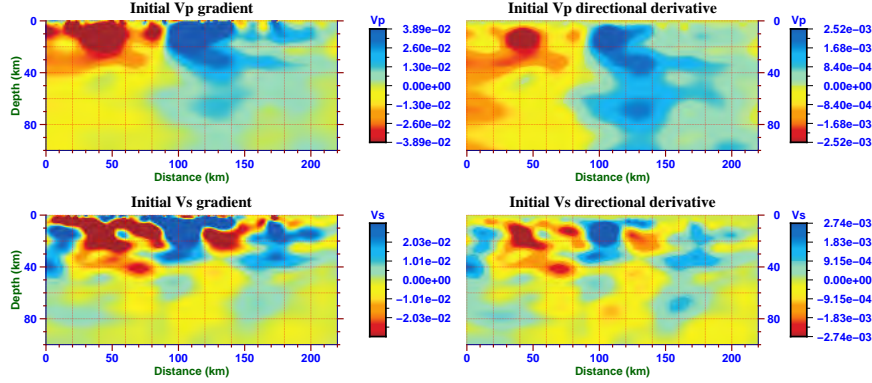 Initial Vp gradient
Initial Vp directional derivative
0
40
80
Depth (km)
0 50 100 150 200
Distance (km)
Vp
3.89e−02
2.60e−02
1.30e−02
0.00e+00
−1.30e−02
−2.60e−02
−3.89e−02
0 50 100 150 200
Distance (km)
0
40
80
Vp
2.52e−03
1.68e−03
8.40e−04
0.00e+00
−8.40e−04
−1.68e−03
−2.52e−03
Initial Vs gradient
Initial Vs directional derivative
0
40
80
Depth (km)
0 50 100 150 200
Distance (km)
Vs
2.03e−02
1.01e−02
0.00e+00
−1.01e−02
−2.03e−02
0 50 100 150 200
Distance (km)
0
40
80
Vs
2.74e−03
1.83e−03
9.15e−04
0.00e+00
−9.15e−04
−1.83e−03
−2.74e−03